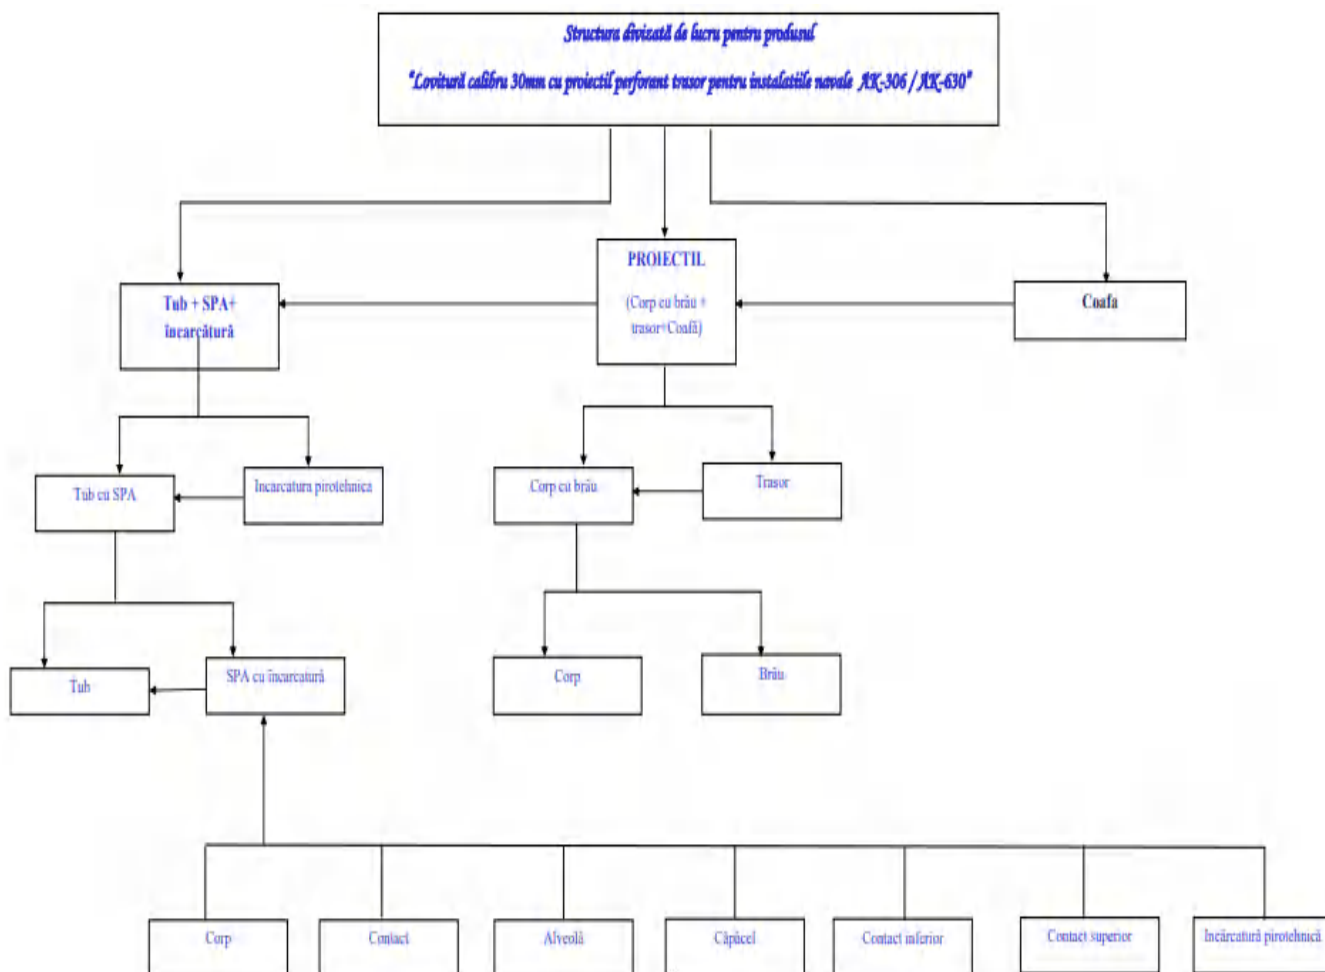 Structura divizată de lucru pentru produsul
"Lovitură calibru 30mm cu proiectil perforant trasor pentru instalatiile navale AK-306 / AK-630"
PROIECTIL
(Corp cu brâu +
trasor+Coafă)
Tub + SPA+
încarcătură
Coafa
Tub cu SPA
Incarcatura pirotehnica
Corp cu brâu
Trasor
Tub
SPA cu încarcatură
Corp
Brâu
Corp
Contact
Alveolă
Căpăcel
Contact inferior
Contact superior
Incărcatură pirotehnică